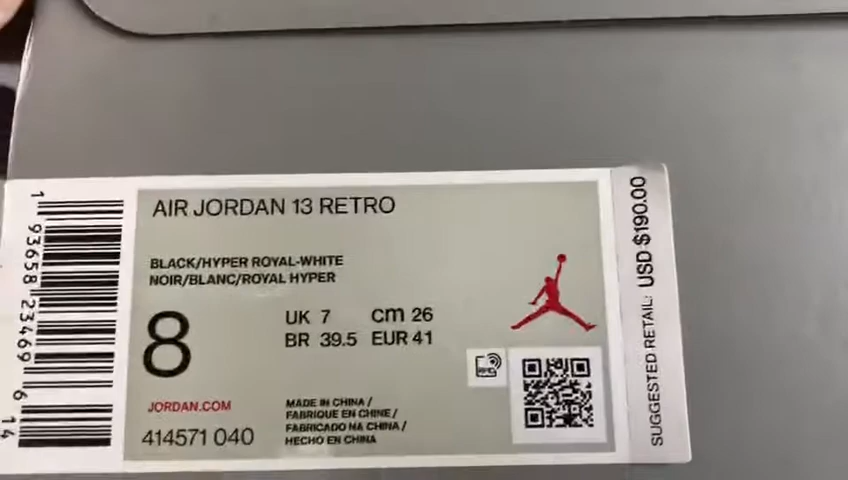 AIR JORDAN 13 RETRO
BLACK/HYPER ROYAL-WHITE
NOIR/BLANC/ROYAL HYPER
8
UK 7
cm 26
BR 39.5
EUR 41
JORDAN.COM
414571 040
MADE IN CHINA /
FABRIQUE EN CHINE /
FABRICADO NA CHINA /
HECHO EN CHINA
1 93658 23469 6 14
SUGGESTED RETAIL: USD $190.00